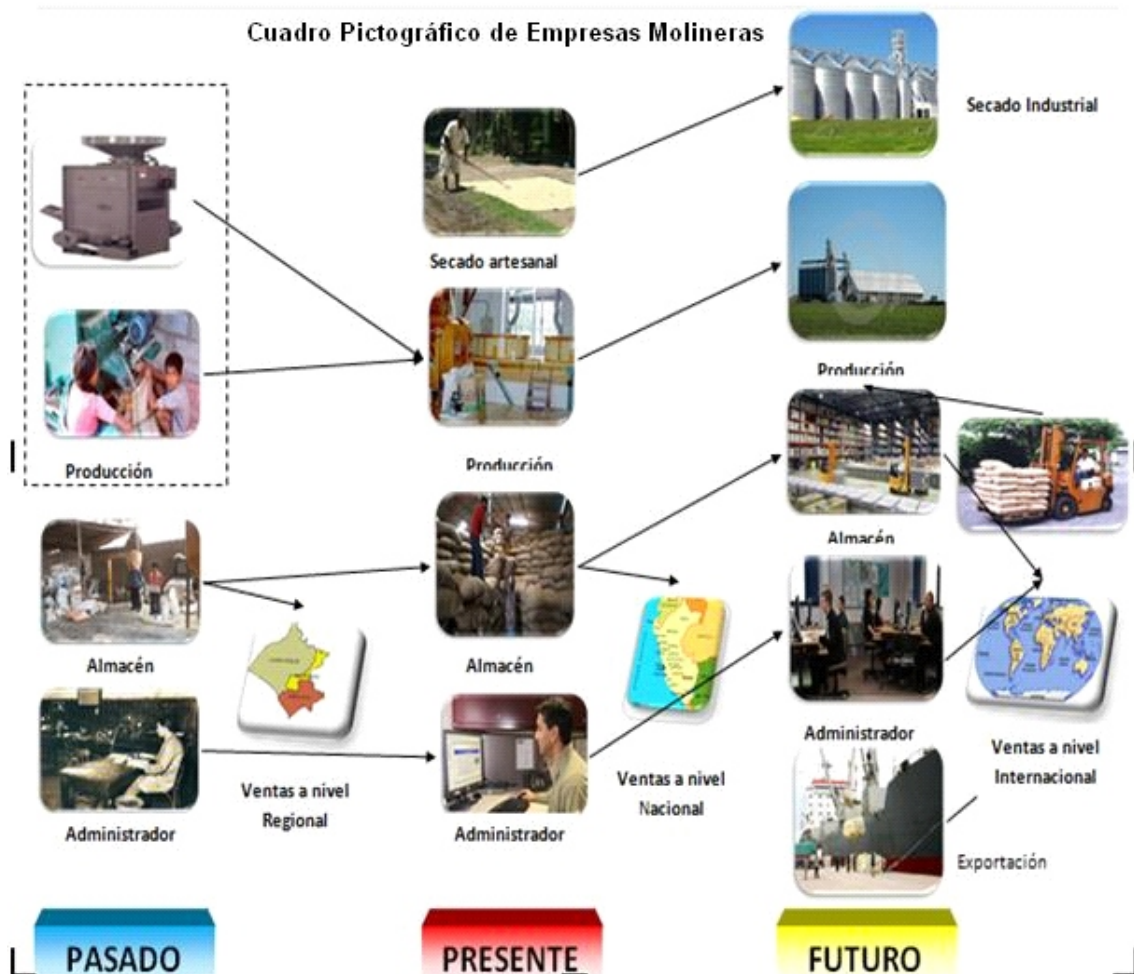 Cuadro Pictográfico de Empresas Molineras
Secado Industrial
Secado artesanal
Producción
Producción
Producción
Almacén
Almacén
Almacén
Administrador
Ventas a nivel
Internacional
Ventas a nivel
Nacional
Ventas a nivel
Regional
Administrador
Administrador
Exportación
PASADO
PRESENTE
FUTURO